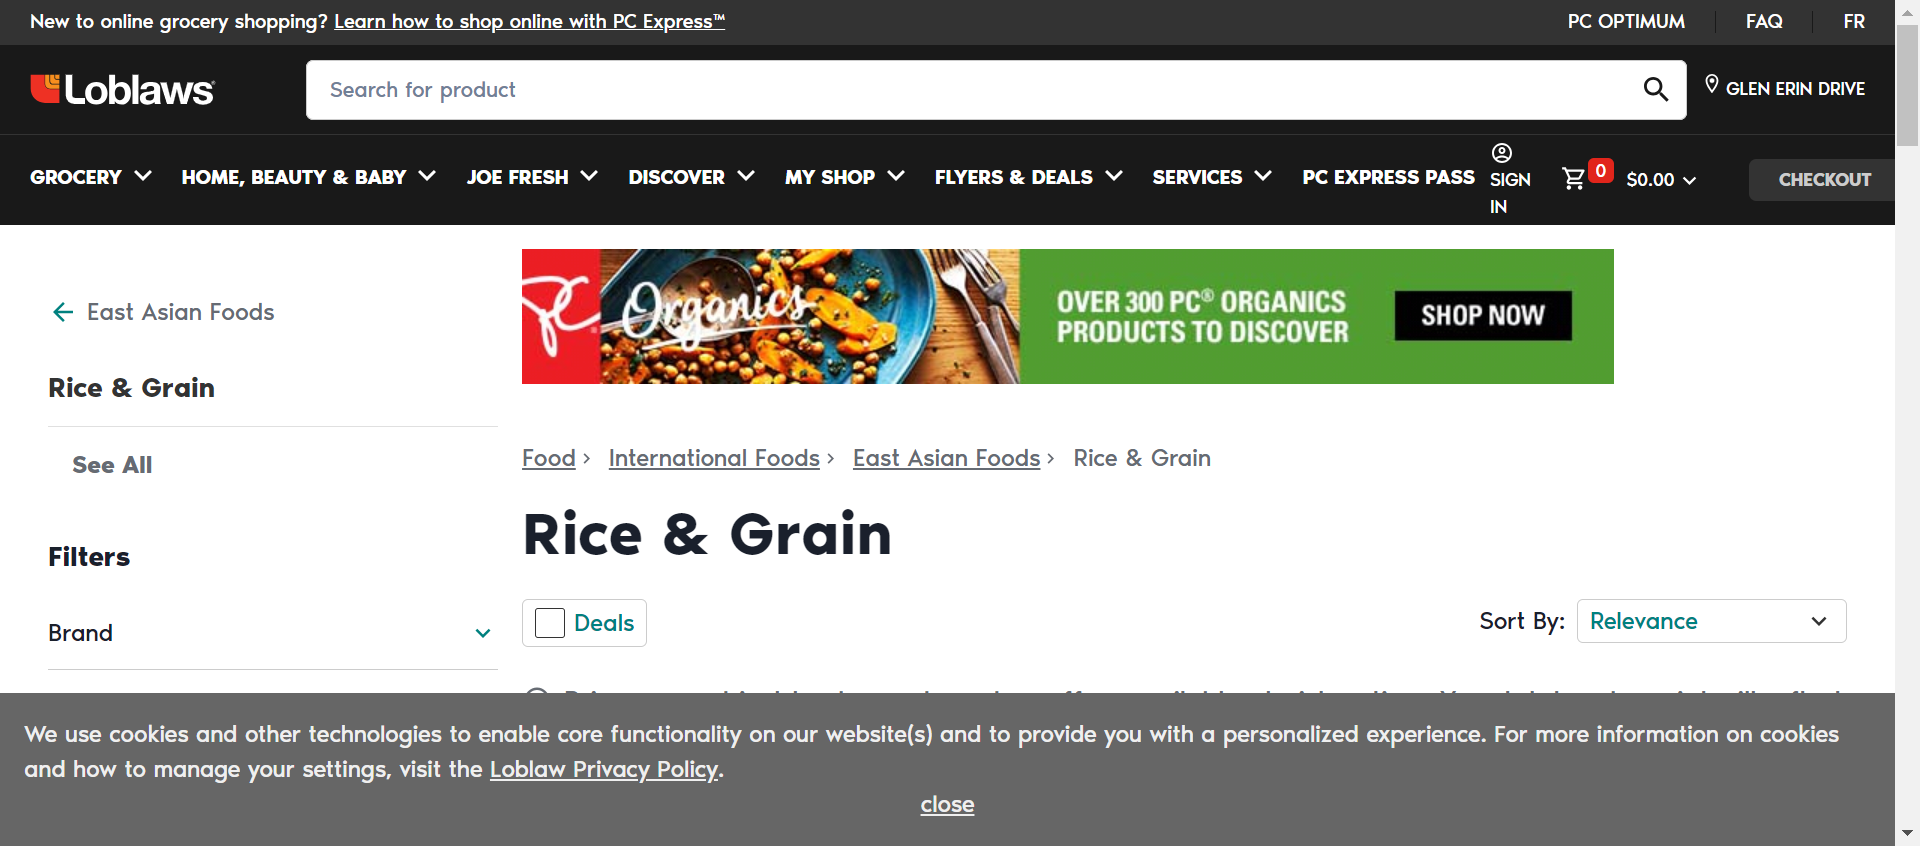 New to online grocery shopping? Learn how to shop online with PC Express™
PC OPTIMUM
FAQ
FR
Loblaws®
Search for product
GLEN ERIN DRIVE
GROCERY
HOME, BEAUTY & BABY
JOE FRESH
DISCOVER
MY SHOP
FLYERS & DEALS
SERVICES
PC EXPRESS PASS
SIGN
IN
0
$0.00
CHECKOUT
East Asian Foods
Rice & Grain
See All
Filters
Brand
PC Organics
OVER 300 PC® ORGANICS
PRODUCTS TO DISCOVER
SHOP NOW
Food › International Foods › East Asian Foods › Rice & Grain
Rice & Grain
Deals
Sort By: Relevance
We use cookies and other technologies to enable core functionality on our website(s) and to provide you with a personalized experience. For more information on cookies
and how to manage your settings, visit the Loblaw Privacy Policy.
close